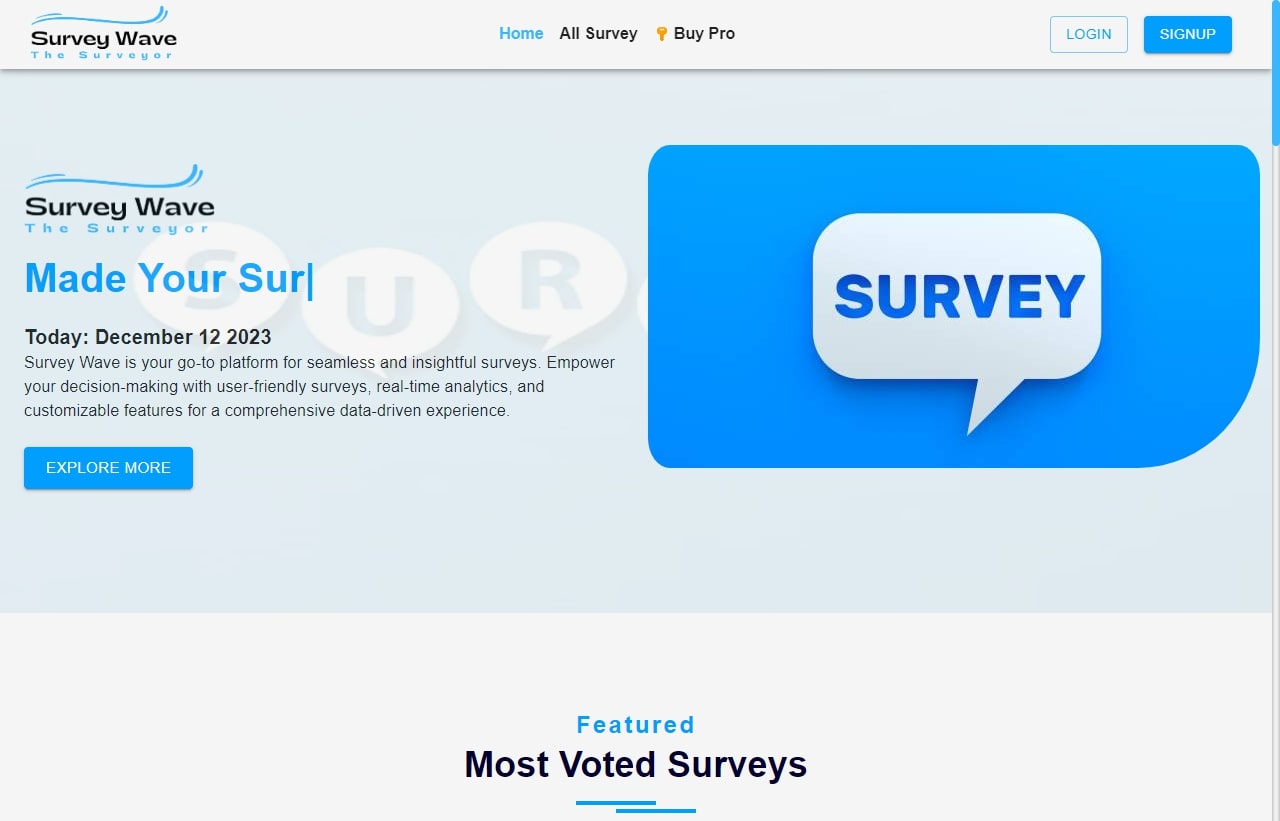 Survey Wave
The Surveyor
Home All Survey Buy Pro
LOGIN SIGNUP
Survey Wave
The Surveyor
S U R
Made Your Sur|
Today: December 12 2023
Survey Wave is your go-to platform for seamless and insightful surveys. Empower
your decision-making with user-friendly surveys, real-time analytics, and
customizable features for a comprehensive data-driven experience.
EXPLORE MORE
SURVEY
Featured
Most Voted Surveys